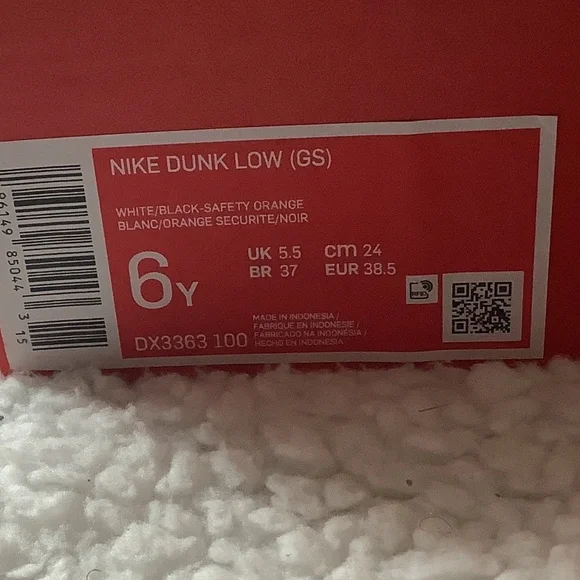 NIKE DUNK LOW (GS)
WHITE/BLACK-SAFETY ORANGE
BLANC/ORANGE SECURITE/NOIR
6Y
UK 5.5 cm 24
BR 37 EUR 38.5
RFID
MADE IN INDONESIA /
FABRIQUE EN INDONESIE /
FABRICADO NA INDONÉSIA /
HECHO EN INDONESIA
DX3363 100
96149 85044 3 15